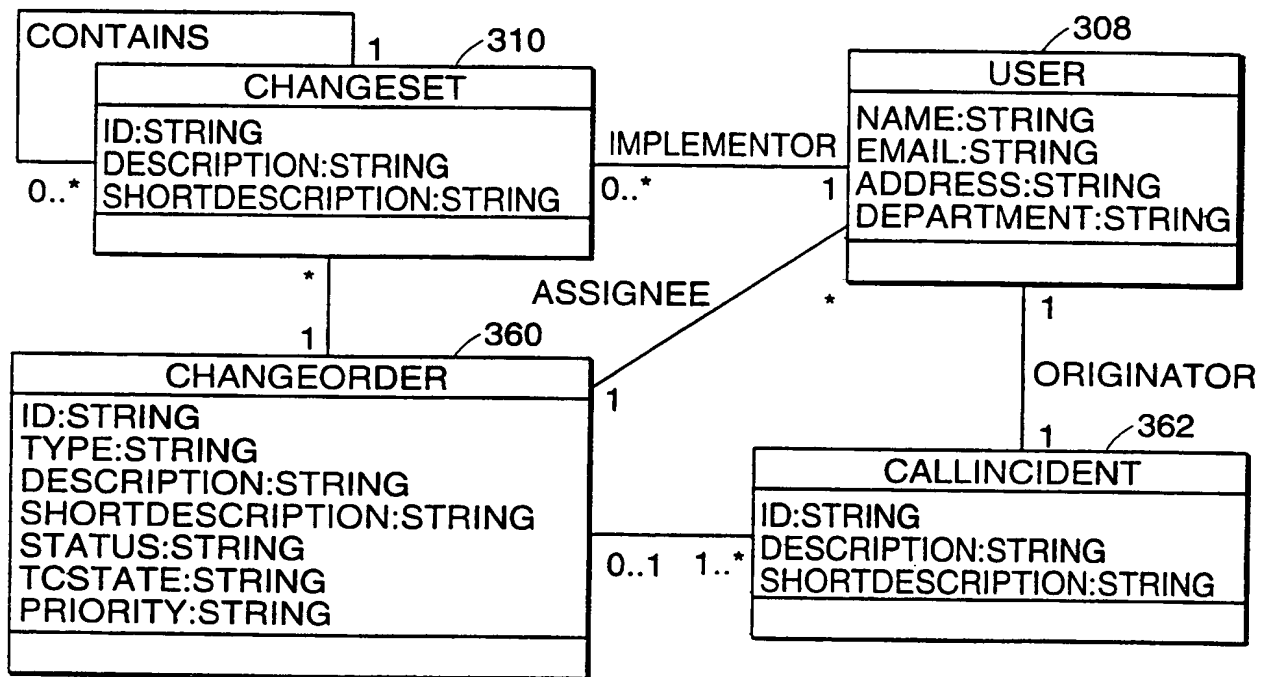 CONTAINS
1
310
CHANGESET
ID:STRING
DESCRIPTION:STRING
SHORTDESCRIPTION:STRING
0..*
IMPLEMENTOR
0..*
1
308
USER
NAME:STRING
EMAIL:STRING
ADDRESS:STRING
DEPARTMENT:STRING
*
1
ASSIGNEE
*
1
360
CHANGEORDER
ID:STRING
TYPE:STRING
DESCRIPTION:STRING
SHORTDESCRIPTION:STRING
STATUS:STRING
TCSTATE:STRING
PRIORITY:STRING
1
ORIGINATOR
1
362
CALLINCIDENT
ID:STRING
DESCRIPTION:STRING
SHORTDESCRIPTION:STRING
0..1
1..*